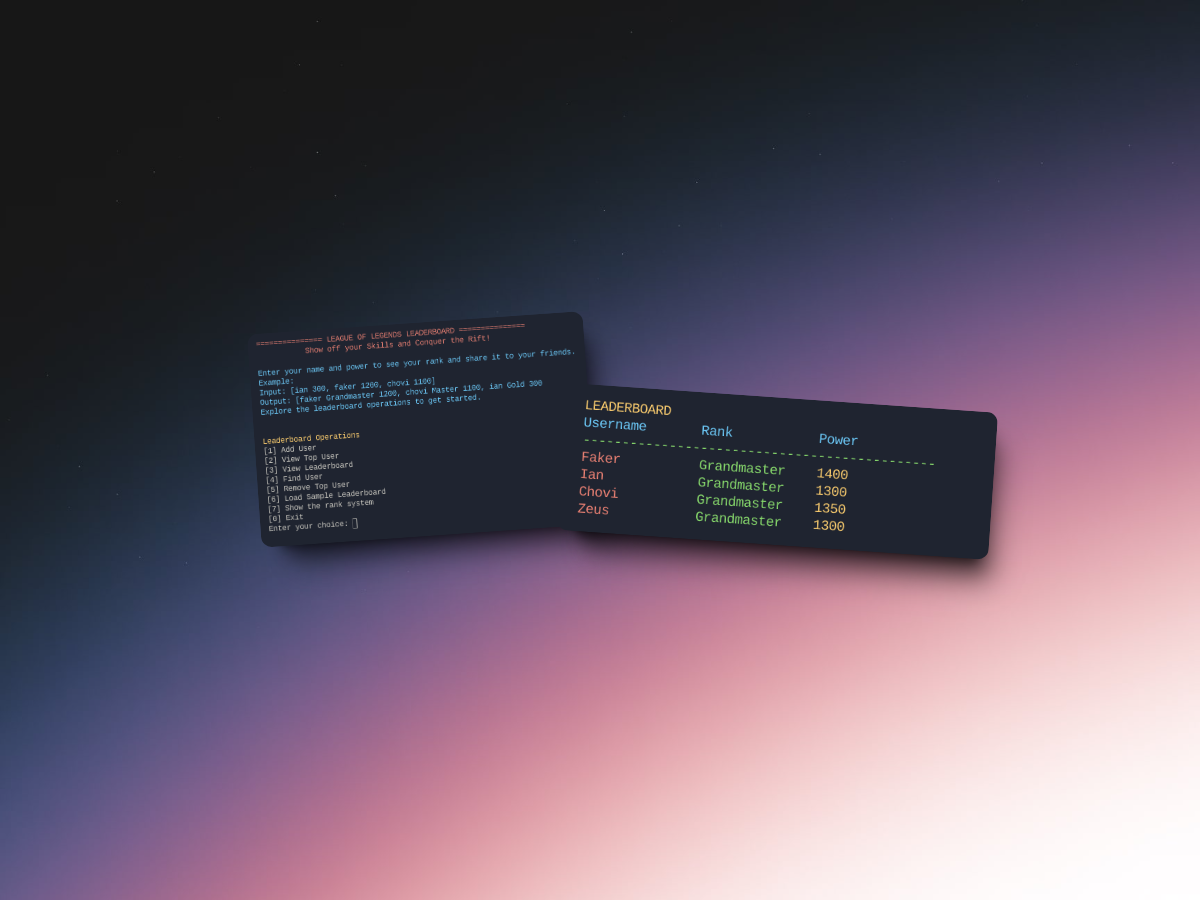 =============== LEAGUE OF LEGENDS LEADERBOARD ===============
Show off your Skills and Conquer the Rift!
Enter your name and power to see your rank and share it to your friends.
Example:
Input: [ian 300, faker 1200, chovi 1100]
Output: [faker Grandmaster 1200, chovi Master 1100, ian Gold 300
Explore the leaderboard operations to get started.
Leaderboard Operations
[1] Add User
[2] View Top User
[3] View Leaderboard
[4] Find User
[5] Remove Top User
[6] Load Sample Leaderboard
[7] Show the rank system
[0] Exit
Enter your choice:
LEADERBOARD
Username Rank Power
---------------------------------------------
Faker Grandmaster 1400
Ian Grandmaster 1300
Chovi Grandmaster 1350
Zeus Grandmaster 1300